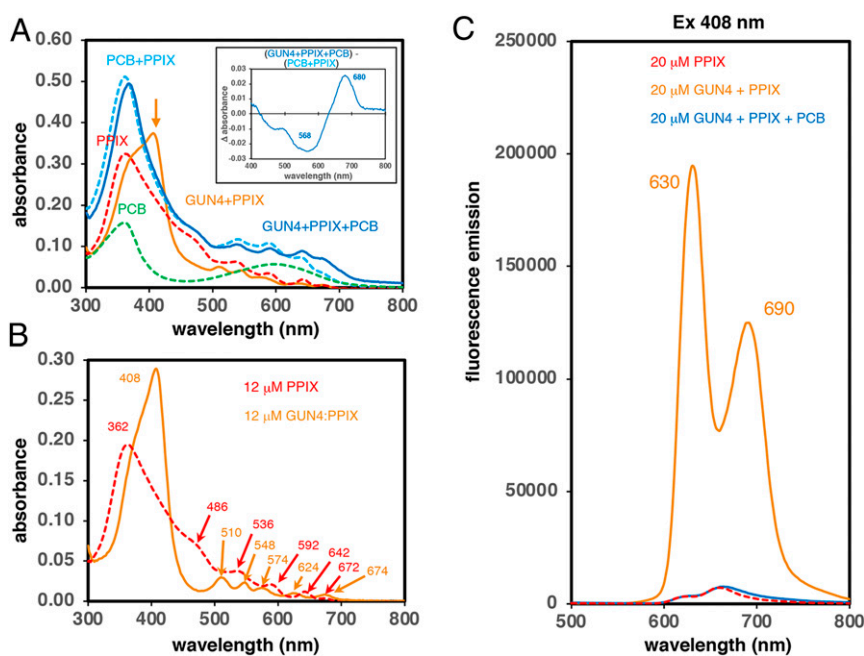 A
0.60
0.50
0.40
0.30
0.20
0.10
0.00
absorbance
300 400 500 600 700 800
wavelength (nm)
PCB+PPIX
PPIX
PCB
GUN4+PPIX
GUN4+PPIX+PCB
(GUN4+PPIX+PCB) -
(PCB+PPIX)
0.03
0.02
0.01
0.00
-0.01
-0.02
-0.03
Δ absorbance
680
568
400 500 600 700 800
wavelength (nm)
B
0.30
0.25
0.20
0.15
0.10
0.05
0.00
absorbance
300 400 500 600 700 800
wavelength (nm)
12 µM PPIX
12 µM GUN4:PPIX
408
362
486
510
536
548
574
592
624
642
672
674
C
Ex 408 nm
250000
200000
150000
100000
50000
0
fluorescence emission
500 600 700 800
wavelength (nm)
20 µM PPIX
20 µM GUN4 + PPIX
20 µM GUN4 + PPIX + PCB
630
690